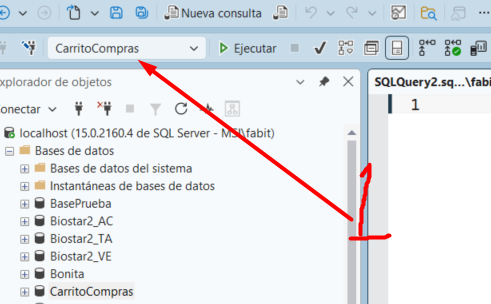 Nueva consulta
CarritoCompras
Ejecutar
xplorador de objetos
onectar
localhost (15.0.2160.4 de SQL Server - MSI\fabit)
Bases de datos
Bases de datos del sistema
Instantáneas de bases de datos
BasePrueba
Biostar2_AC
Biostar2_TA
Biostar2_VE
Bonita
CarritoCompras
SQLQuery2.sq...\fabi
1
1